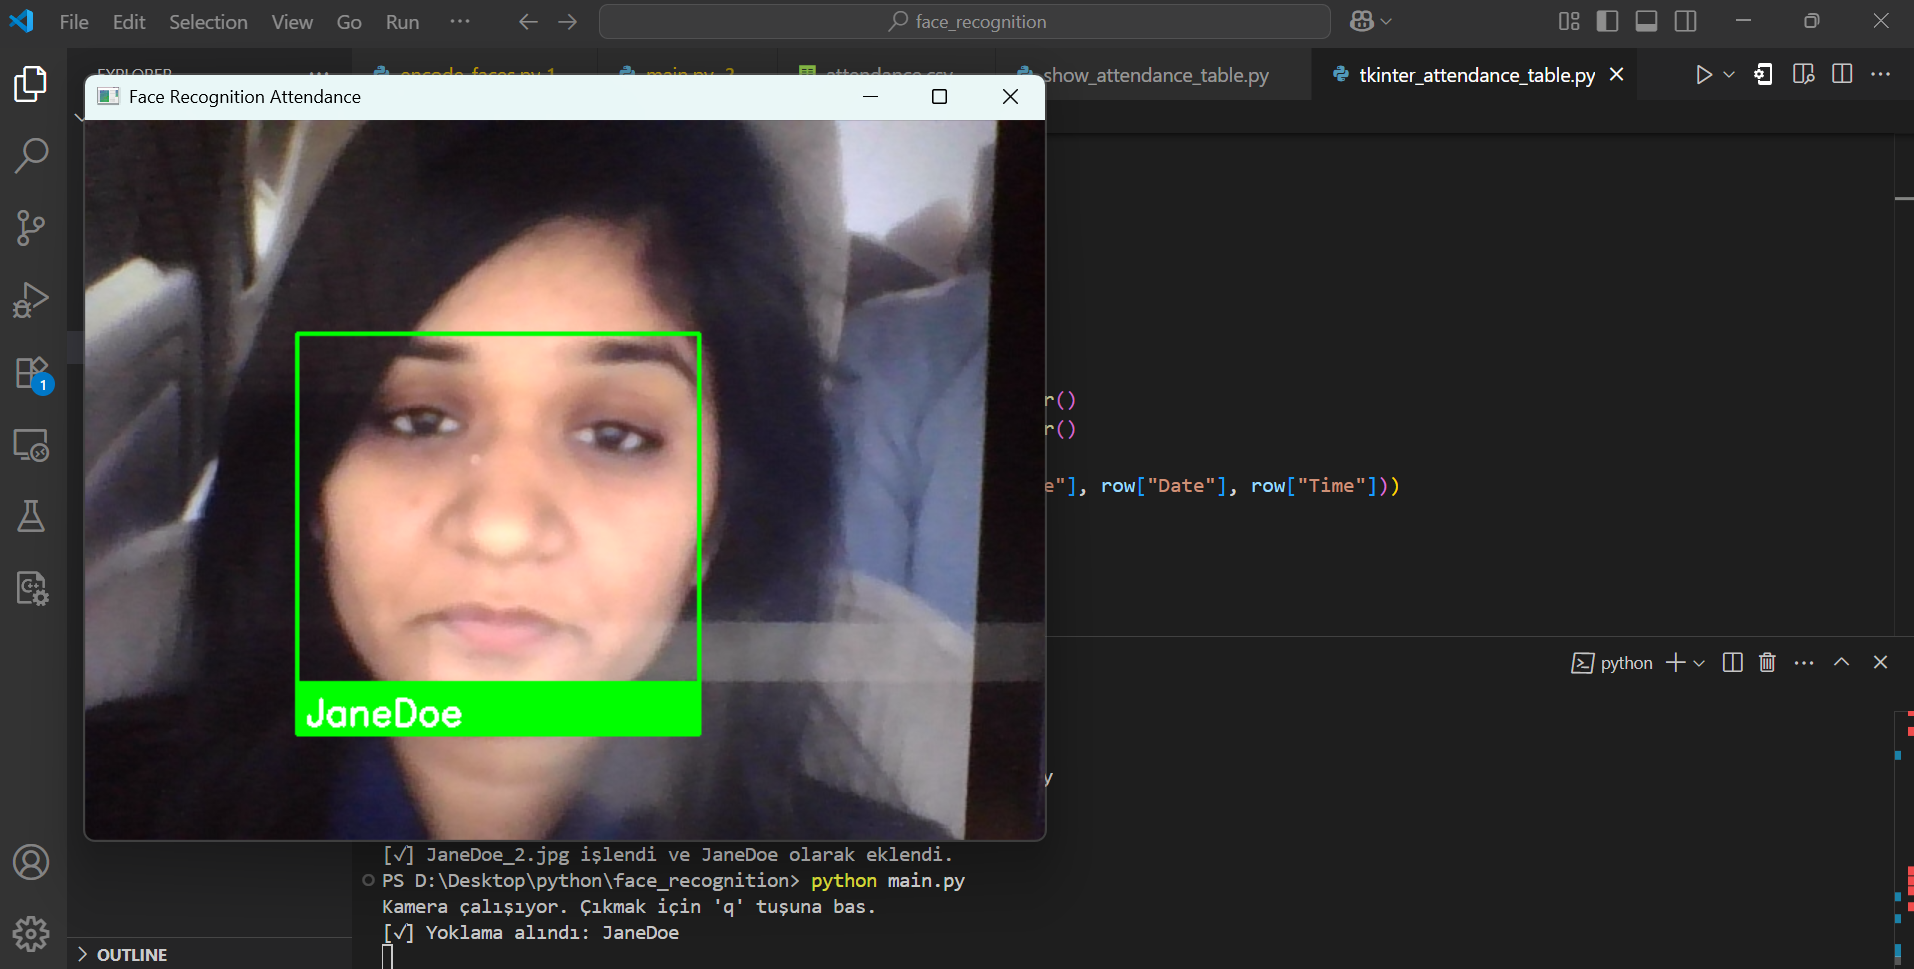 File Edit Selection View Go Run ...
face_recognition
EXPLORER ...
encode_faces.py 1
main.py 2
attendance.csv
show_attendance_table.py
tkinter_attendance_table.py
Face Recognition Attendance
r()
r()
e"], row["Date"], row["Time"]))
1
JaneDoe
python
y
[√] JaneDoe_2.jpg işlendi ve JaneDoe olarak eklendi.
PS D:\Desktop\python\face_recognition> python main.py
Kamera çalışıyor. Çıkmak için 'q' tuşuna bas.
[√] Yoklama alındı: JaneDoe
OUTLINE